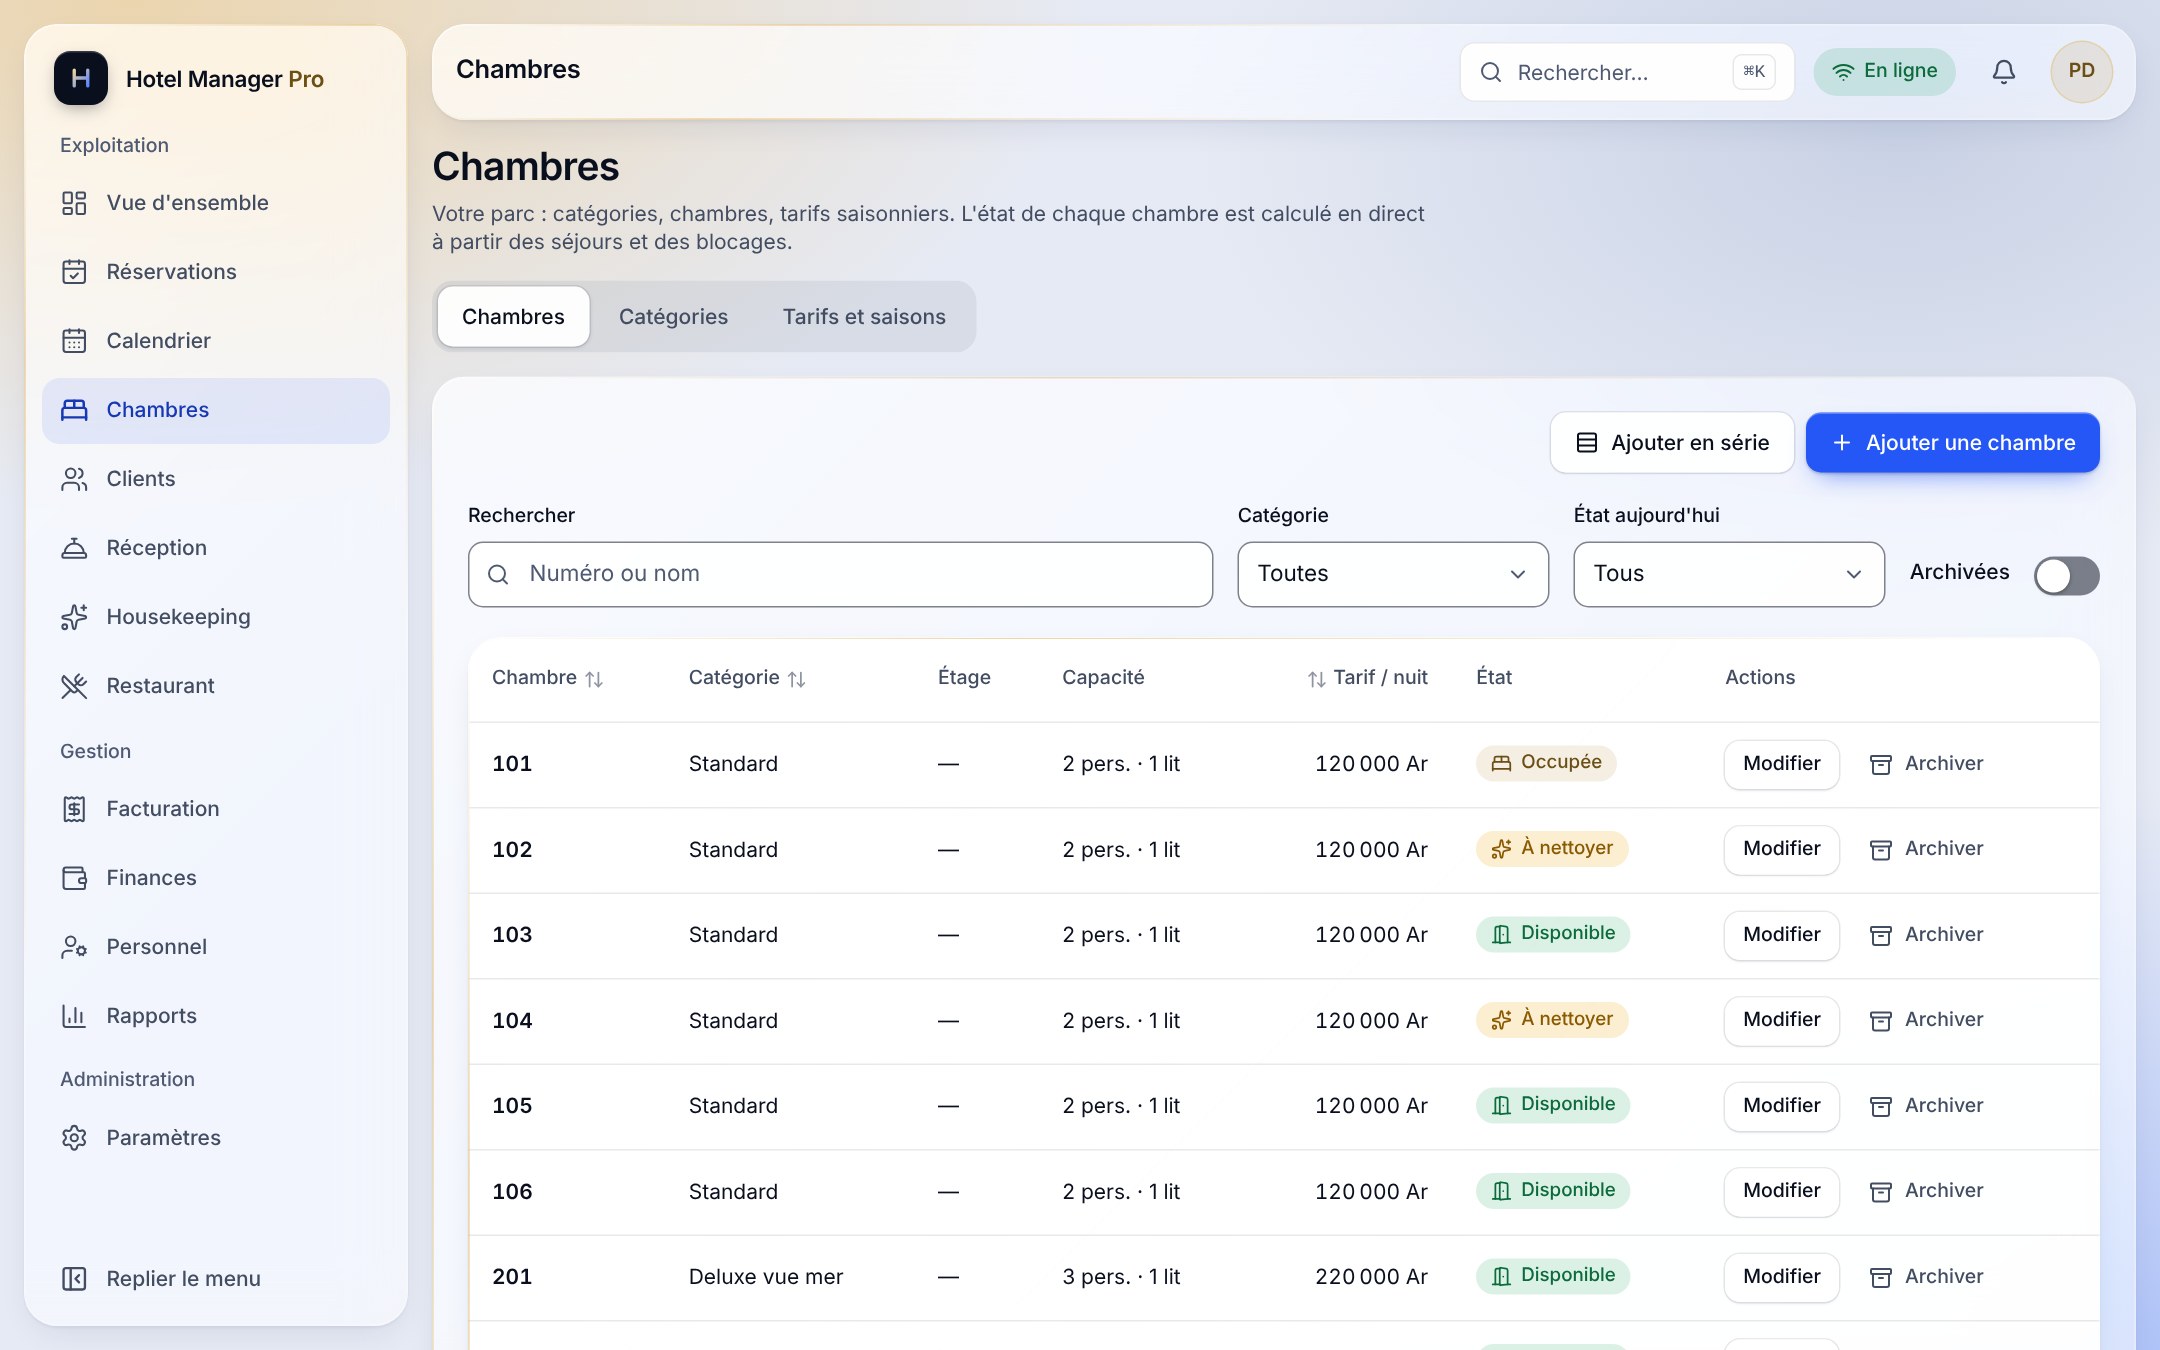 Hotel Manager Pro
Exploitation
Vue d'ensemble
Réservations
Calendrier
Chambres
Clients
Réception
Housekeeping
Restaurant
Gestion
Facturation
Finances
Personnel
Rapports
Administration
Paramètres
Replier le menu
Chambres
Rechercher...
⌘K
En ligne
PD
Chambres
Votre parc : catégories, chambres, tarifs saisonniers. L'état de chaque chambre est calculé en direct
à partir des séjours et des blocages.
Chambres Catégories Tarifs et saisons
Ajouter en série
+ Ajouter une chambre
Rechercher Catégorie État aujourd'hui
Numéro ou nom Toutes Tous Archivées
Chambre Catégorie Étage Capacité Tarif / nuit État Actions
101 Standard — 2 pers. · 1 lit 120 000 Ar Occupée Modifier Archiver
102 Standard — 2 pers. · 1 lit 120 000 Ar À nettoyer Modifier Archiver
103 Standard — 2 pers. · 1 lit 120 000 Ar Disponible Modifier Archiver
104 Standard — 2 pers. · 1 lit 120 000 Ar À nettoyer Modifier Archiver
105 Standard — 2 pers. · 1 lit 120 000 Ar Disponible Modifier Archiver
106 Standard — 2 pers. · 1 lit 120 000 Ar Disponible Modifier Archiver
201 Deluxe vue mer — 3 pers. · 1 lit 220 000 Ar Disponible Modifier Archiver